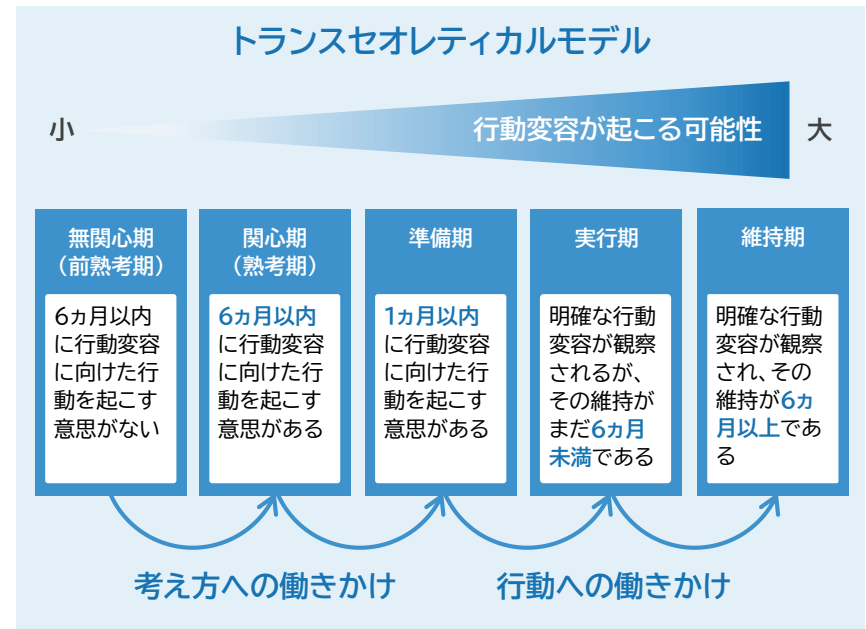 トランスセオレティカルモデル
小
行動変容が起こる可能性
大
無関心期
（前熟考期）
6ヵ月以内
に行動変容
に向けた行
動を起こす
意思がない
関心期
（熟考期）
6ヵ月以内
に行動変容
に向けた行
動を起こす
意思がある
準備期
1ヵ月以内
に行動変容
に向けた行
動を起こす
意思がある
実行期
明確な行動
変容が観察
されるが、
その維持が
まだ6ヵ月
未満である
維持期
明確な行動
変容が観察
され、その
維持が6ヵ
月以上であ
る
考え方への働きかけ
行動への働きかけ